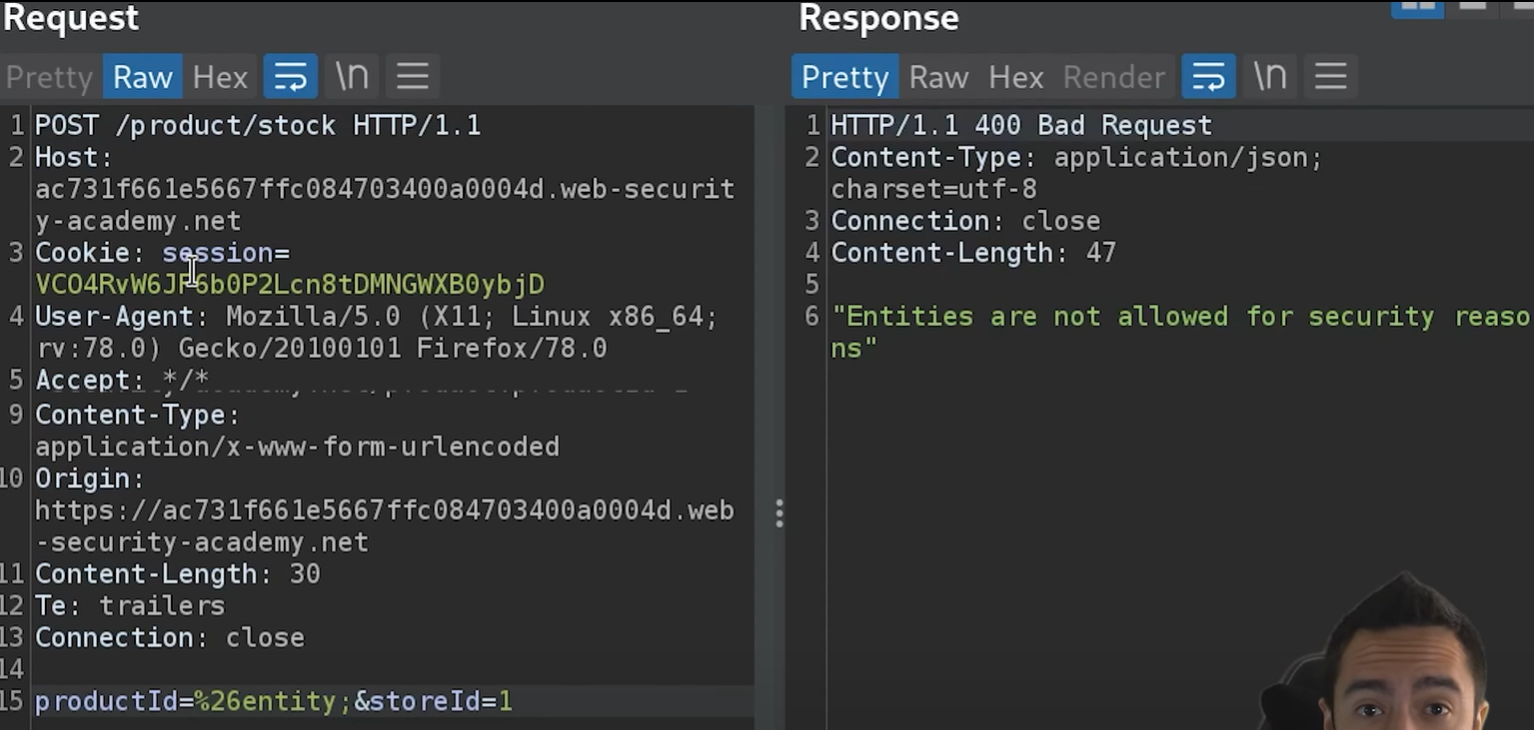 Request
Response
Pretty Raw Hex \n
Pretty Raw Hex Render \n
1 POST /product/stock HTTP/1.1
2 Host:
ac731f661e5667ffc084703400a0004d.web-securit
y-academy.net
3 Cookie: session=
VCO4RvW6JP6b0P2Lcn8tDMNGWXB0ybjD
4 User-Agent: Mozilla/5.0 (X11; Linux x86_64;
rv:78.0) Gecko/20100101 Firefox/78.0
5 Accept: */*
9 Content-Type:
application/x-www-form-urlencoded
10 Origin:
https://ac731f661e5667ffc084703400a0004d.web
-security-academy.net
11 Content-Length: 30
12 Te: trailers
13 Connection: close
14
15 productId=%26entity;&storeId=1
1 HTTP/1.1 400 Bad Request
2 Content-Type: application/json;
charset=utf-8
3 Connection: close
4 Content-Length: 47
5
6 "Entities are not allowed for security reaso
ns"